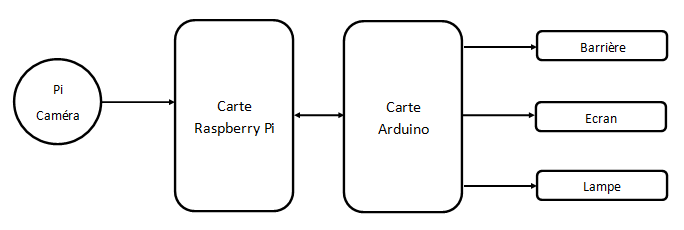 Pi
Caméra
Carte
Raspberry Pi
Carte
Arduino
Barrière
Ecran
Lampe